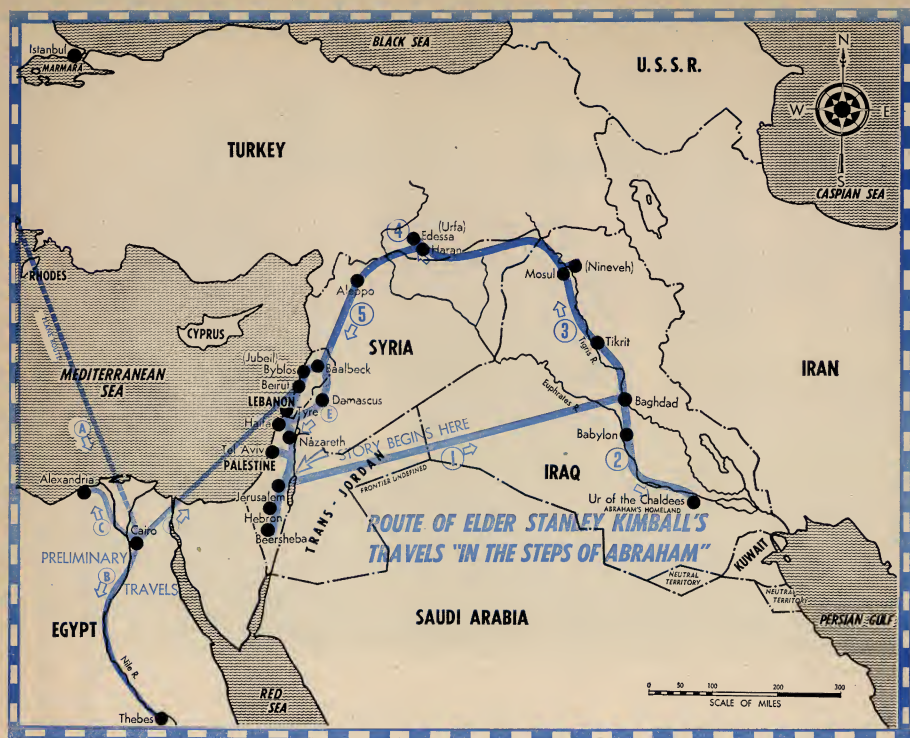 BLACK SEA
Istanbul
MARMARA
U. S. S. R.
N
W
E
S
CASPIAN SEA
TURKEY
4
(Urfa)
Edessa
Haran
RHODES
Mosul
(Nineveh)
Aleppo
5
CYPRUS
3
SYRIA
Tikrit
Tigris R.
(Jubeil)
Byblos
Baalbeck
IRAN
MEDITERRANEAN
SEA
Beirut
LEBANON
Damascus
Euphrates R.
Baghdad
Tyre
E
Haifa
A
Nazareth
STORY BEGINS HERE
Babylon
Tel Aviv
PALESTINE
1
2
IRAQ
TRANS - JORDAN
FRONTIER UNDEFINED
Alexandria
Jerusalem
Ur of the Chaldees
ABRAHAM'S HOMELAND
Hebron
C
Cairo
Beersheba
ROUTE OF ELDER STANLEY KIMBALL'S
TRAVELS "IN THE STEPS OF ABRAHAM"
PRELIMINARY
TRAVELS
B
KUWAIT
NEUTRAL
TERRITORY
NEUTRAL
TERRITORY
EGYPT
SAUDI ARABIA
PERSIAN GULF
Nile R.
RED
SEA
0 50 100 200 300
SCALE OF MILES
Thebes